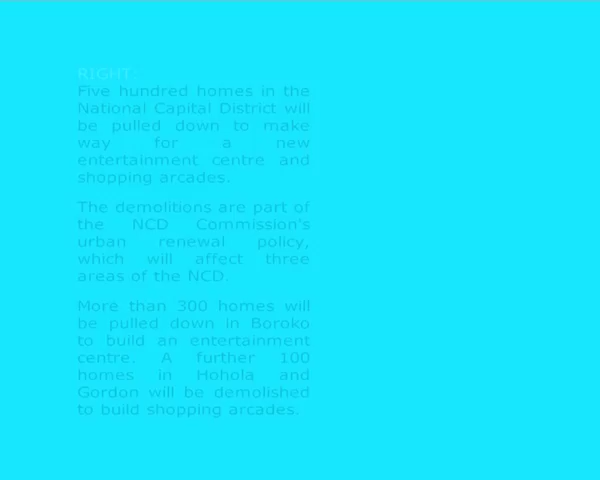 RIGHT:
Five hundred homes in the
National Capital District will
be pulled down to make
way for a new
entertainment centre and
shopping arcades.
The demolitions are part of
the NCD Commission's
urban renewal policy,
which will affect three
areas of the NCD.
More than 300 homes will
be pulled down in Boroko
to build an entertainment
centre. A further 100
homes in Hohola and
Gordon will be demolished
to build shopping arcades.